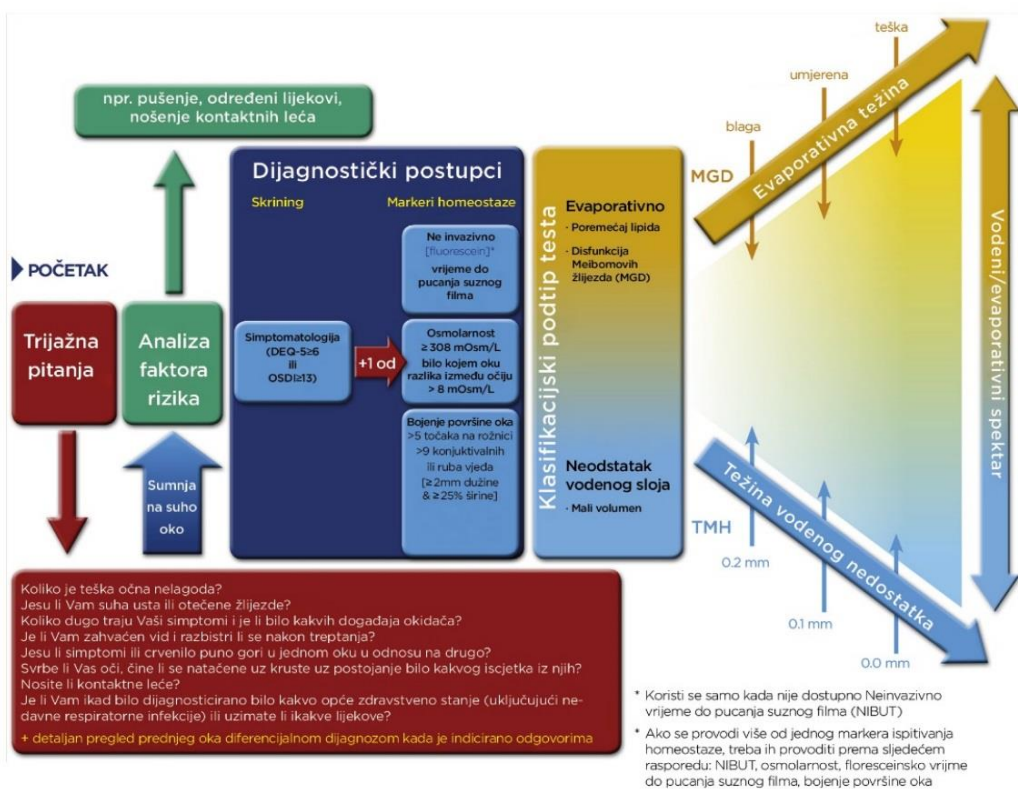 npr. pušenje, određeni lijekovi,
nošenje kontaktnih leća
POČETAK
Trijažna
pitanja
Analiza
faktora
rizika
Sumnja
na suho
oko
Dijagnostički postupci
Skrining
Markeri homeostaze
Simptomatologija
(DEQ-5≥6
ili
OSDI≥13)
+1 od
Ne invazivno
[fluorescein]*
vrijeme do
pucanja suznog
filma
Osmolarnost
≥308 mOsm/L
bilo kojem oku
razlika između očiju
> 8 mOsm/L
Bojenje površine oka
>5 točaka na rožnici
>9 konjuktivalnih
ili ruba vjeđa
[≥2mm dužine
& ≥25% širine]
Klasifikacijski podtip testa
Evaporativno
· Poremećaj lipida
· Disfunkcija
Meibomovih
žlijezda (MGD)
Neodstatak
vodenog sloja
· Mali volumen
MGD
blaga
umjerena
teška
Evaporativna težina
Vodeni/evaporativni spektar
Težina vodenog nedostatka
TMH
0.2 mm
0.1 mm
0.0 mm
Koliko je teška očna nelagoda?
Jesu li Vam suha usta ili otečene žlijezde?
Koliko dugo traju Vaši simptomi i je li bilo kakvih događaja okidača?
Je li Vam zahvaćen vid i razbistri li se nakon treptanja?
Jesu li simptomi ili crvenilo puno gori u jednom oku u odnosu na drugo?
Svrbe li Vas oči, čine li se natačene uz kruste uz postojanje bilo kakvog iscjetka iz njih?
Nosite li kontaktne leće?
Je li Vam ikad bilo dijagnosticirano bilo kakvo opće zdravstveno stanje (uključujući ne-
davne respiratorne infekcije) ili uzimate li ikakve lijekove?
+ detaljan pregled prednjeg oka diferencijalnom dijagnozom kada je indicirano odgovorima
* Koristi se samo kada nije dostupno Neinvazivno
vrijeme do pucanja suznog filma (NIBUT)
* Ako se provodi više od jednog markera ispitivanja
homeostaze, treba ih provoditi prema sljedećem
rasporedu: NIBUT, osmolarnost, floresceinsko vrijme
do pucanja suznog filma, bojenje površine oka